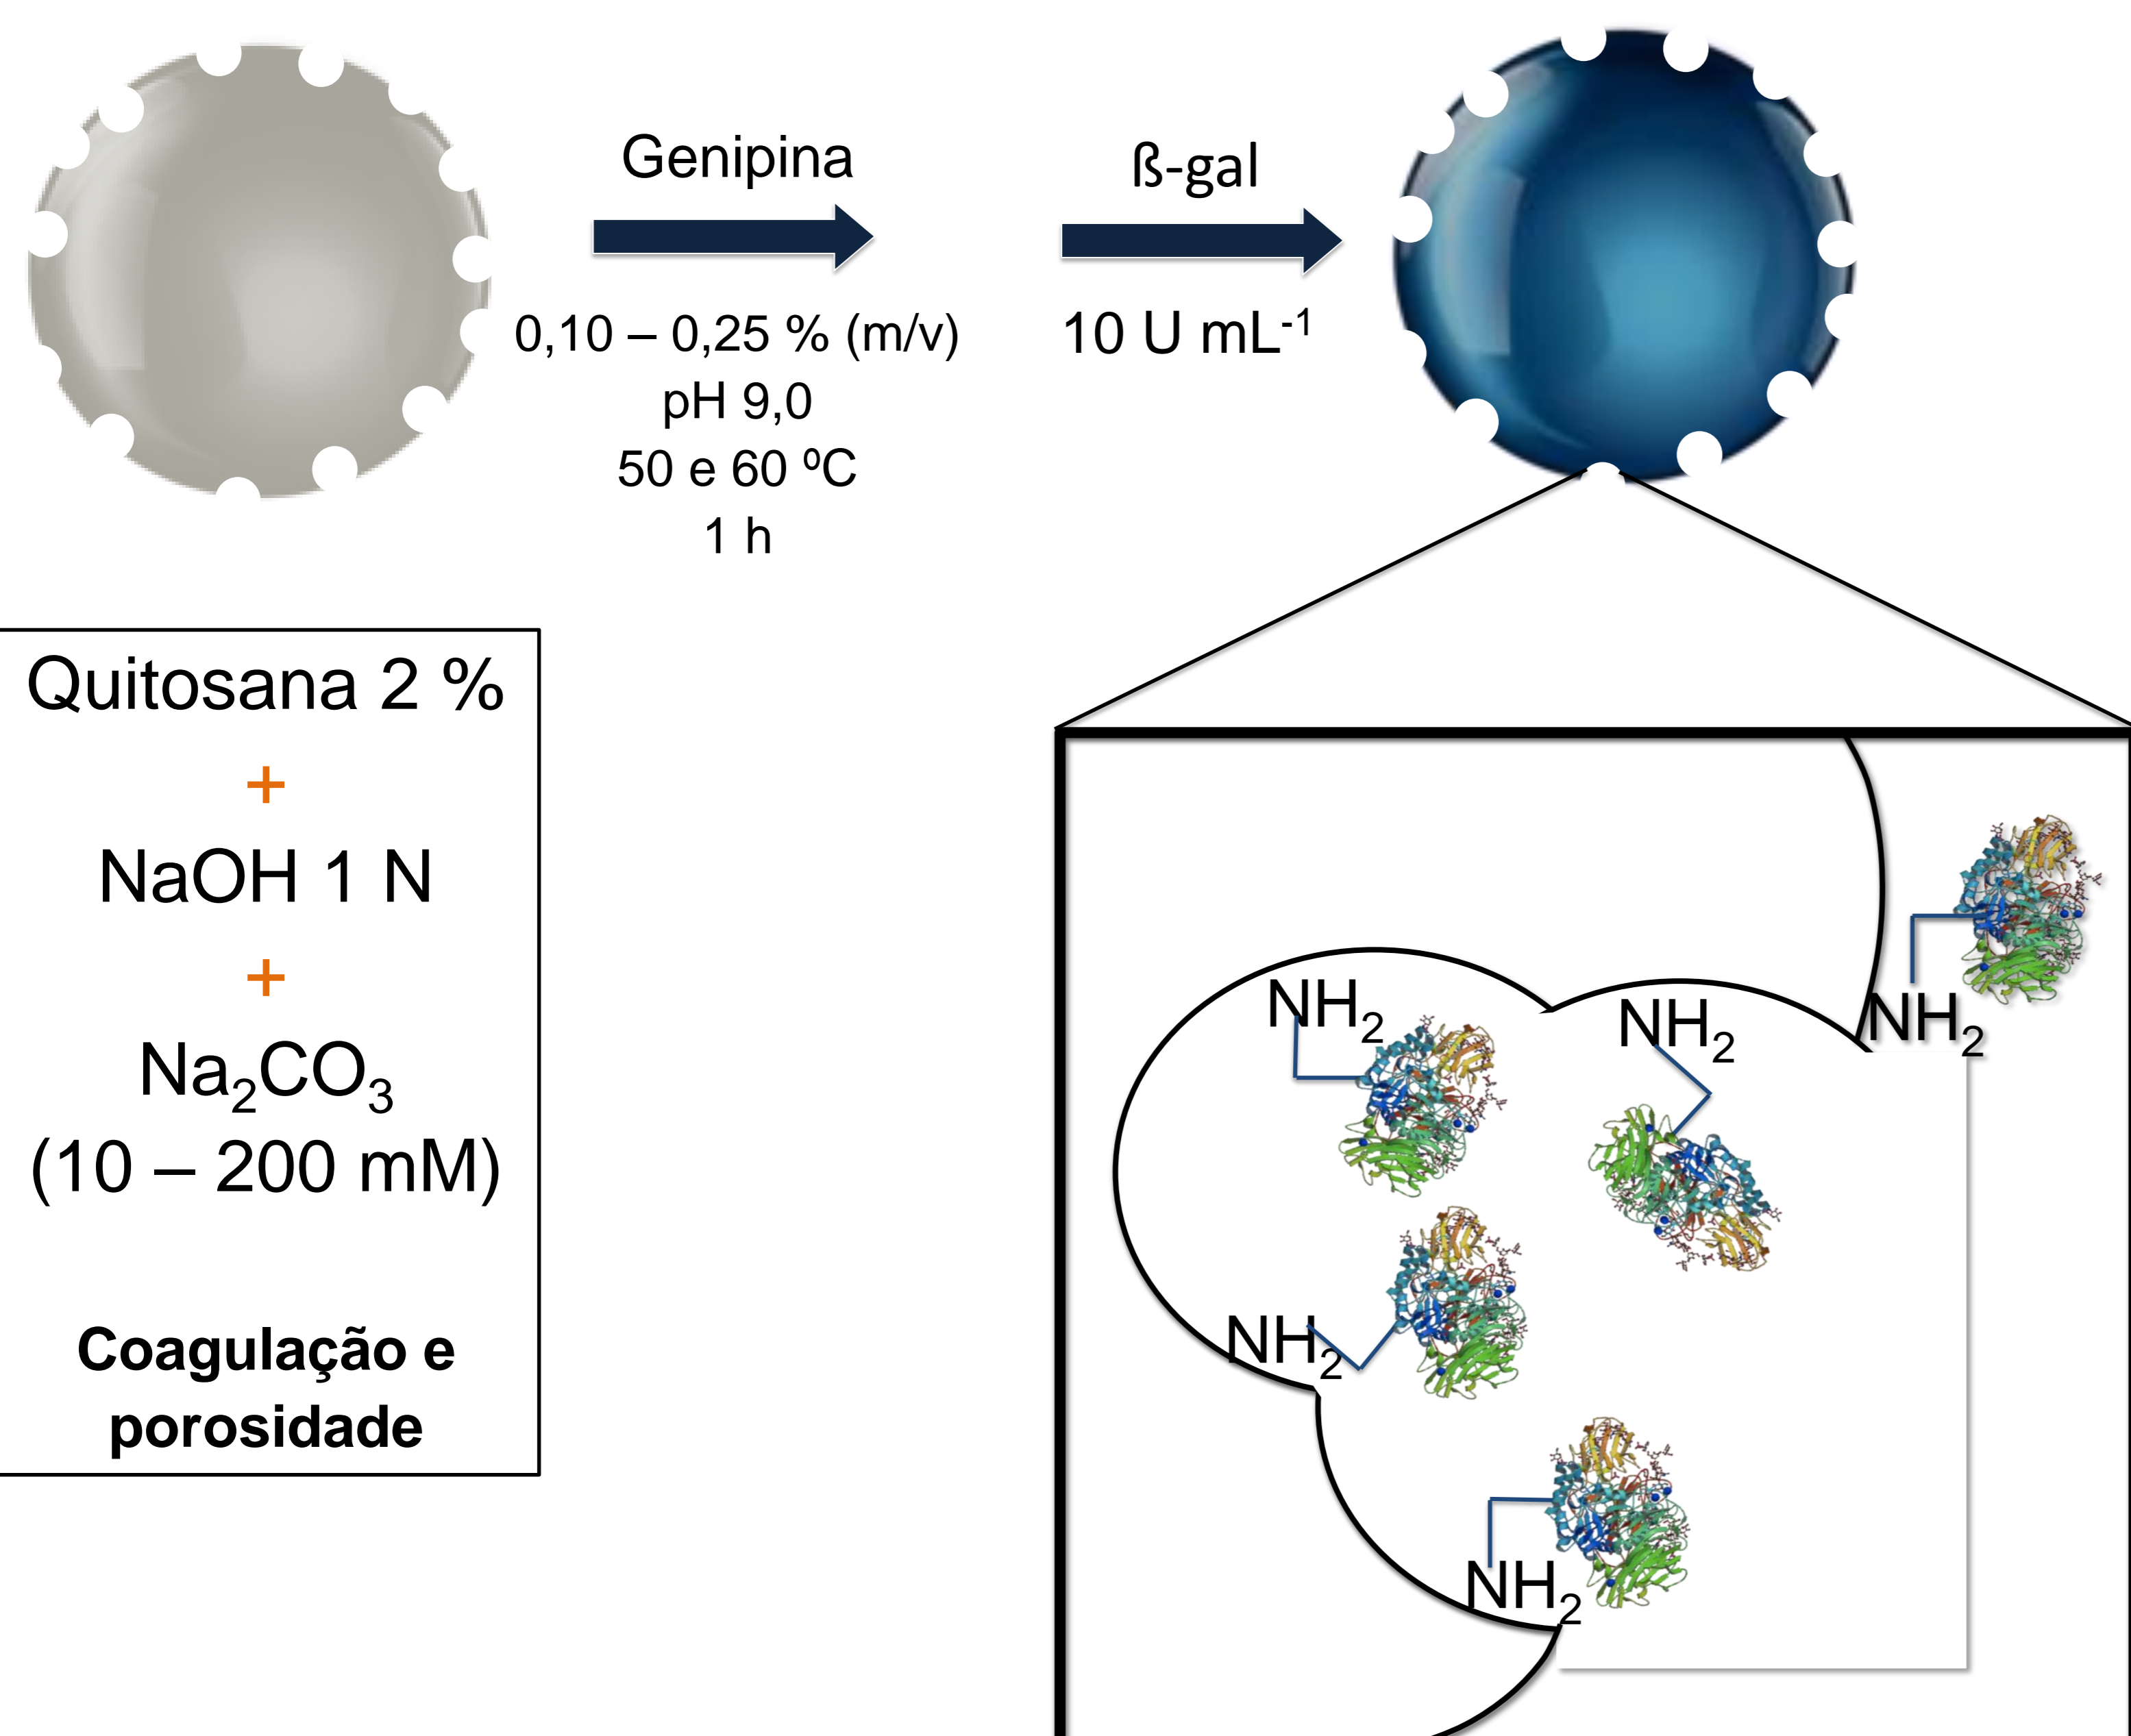 Genipina
0,10 – 0,25 % (m/v)
pH 9,0
50 e 60 ºC
1 h
ß-gal
10 U mL⁻¹
Quitosana 2 %
+
NaOH 1 N
+
Na₂CO₃
(10 – 200 mM)
Coagulação e
porosidade
NH₂
NH₂
NH₂
NH₂
NH₂